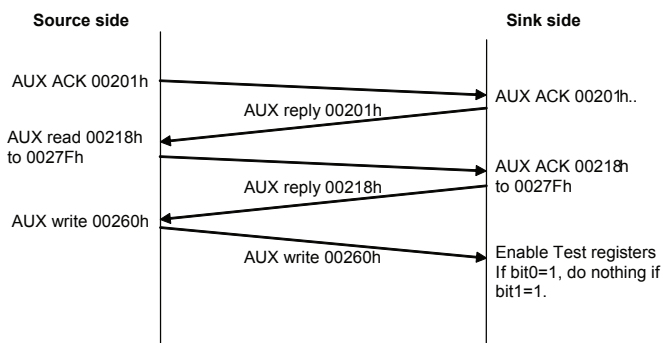 Source side
Sink side
AUX ACK 00201h
AUX ACK 00201h..
AUX reply 00201h
AUX read 00218h
to 0027Fh
AUX ACK 00218h
to 0027Fh
AUX reply 00218h
AUX write 00260h
AUX write 00260h
Enable Test registers
If bit0=1, do nothing if
bit1=1.